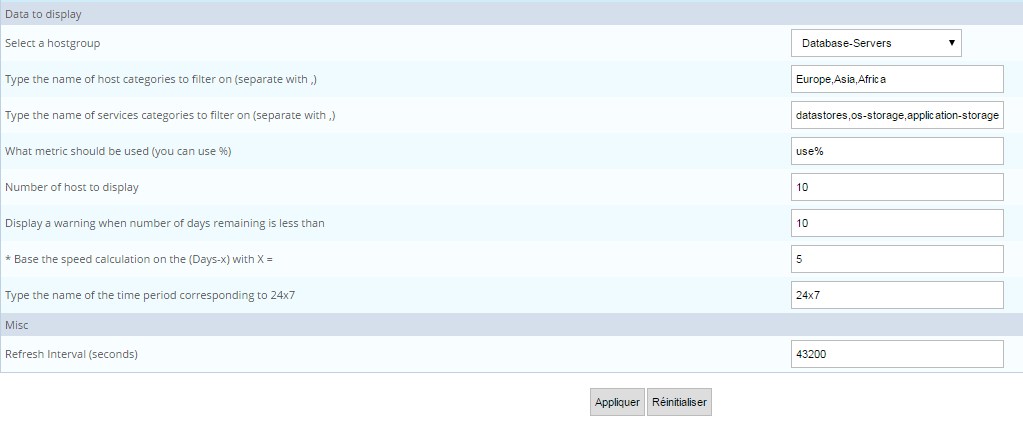 Data to display
Select a hostgroup Database-Servers
Type the name of host categories to filter on (separate with ,) Europe,Asia,Africa
Type the name of services categories to filter on (separate with ,) datastores,os-storage,application-storage
What metric should be used (you can use %) use%
Number of host to display 10
Display a warning when number of days remaining is less than 10
* Base the speed calculation on the (Days-x) with X = 5
Type the name of the time period corresponding to 24x7 24x7
Misc
Refresh Interval (seconds) 43200
Appliquer Réinitialiser